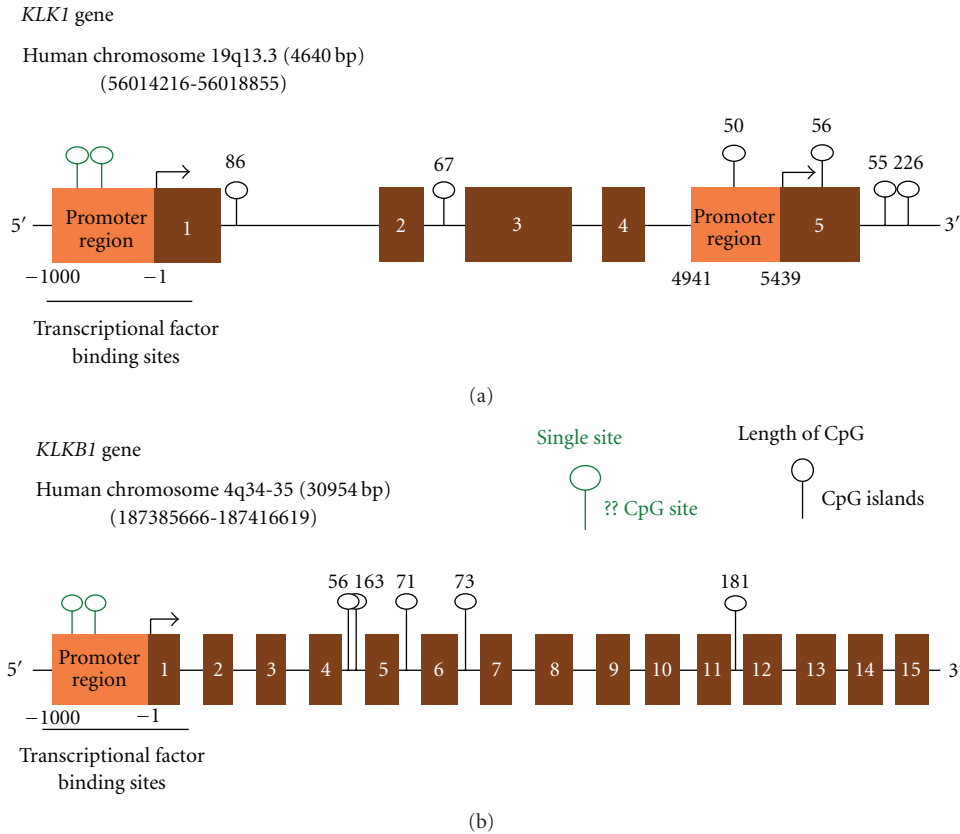 KLK1 gene
Human chromosome 19q13.3 (4640 bp)
(56014216-56018855)
86
67
50
56
55 226
5′
Promoter
region
1
2
3
4
Promoter
region
5
3′
−1000
−1
4941
5439
Transcriptional factor
binding sites
(a)
KLKB1 gene
Human chromosome 4q34-35 (30954 bp)
(187385666-187416619)
Single site
?? CpG site
Length of CpG
CpG islands
56 163
71
73
181
5′
Promoter
region
1
2
3
4
5
6
7
8
9
10
11
12
13
14
15
3′
−1000
−1
Transcriptional factor
binding sites
(b)